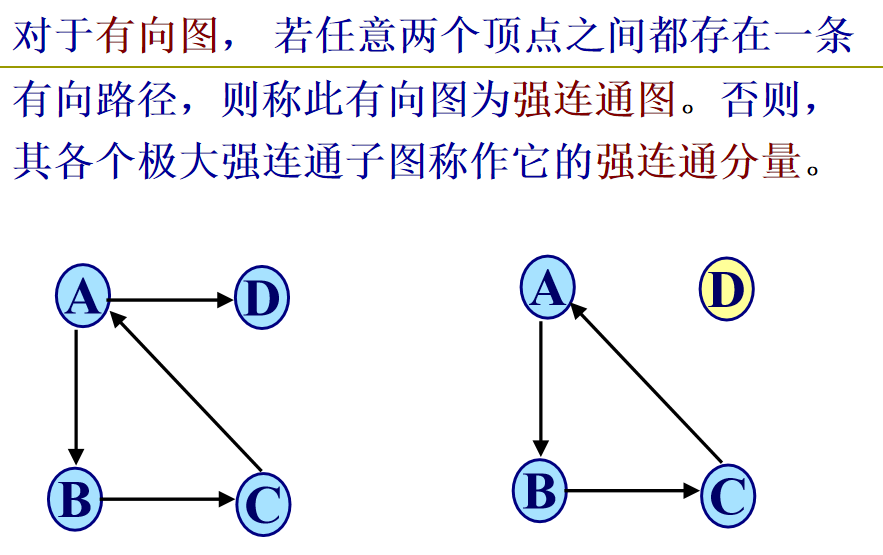 对于有向图， 若任意两个顶点之间都存在一条
有向路径，则称此有向图为强连通图。否则，
其各个极大强连通子图称作它的强连通分量。
A D A D
B C B C